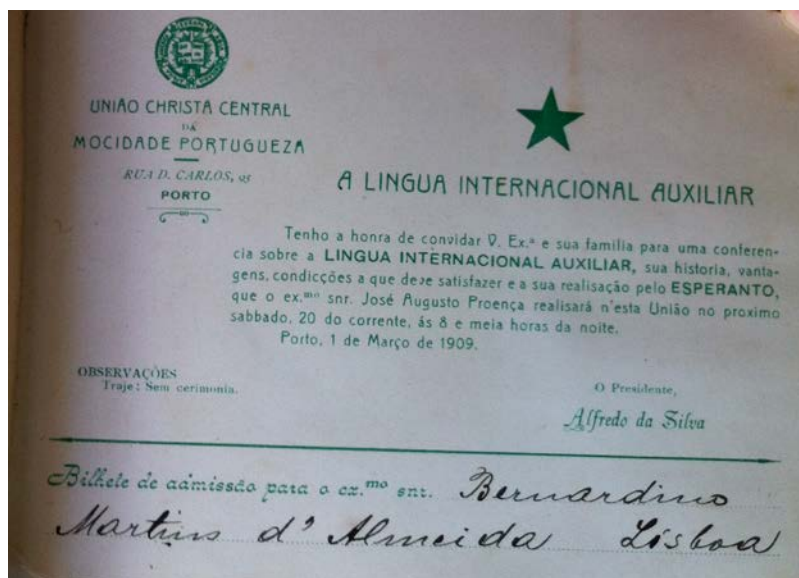 UNIÃO CHRISTÃ CENTRAL
DA
MOCIDADE PORTUGUEZA
RUA D. CARLOS, 95
PORTO
A LINGUA INTERNACIONAL AUXILIAR
Tenho a honra de convidar V. Ex.ª e sua familia para uma conferen-
cia sobre a LINGUA INTERNACIONAL AUXILIAR, sua historia, vanta-
gens, condicções a que deve satisfazer e a sua realisação pelo ESPERANTO,
que o ex.mo snr. José Augusto Proença realisará n'esta União no proximo
sabbado, 20 do corrente, ás 8 e meia horas da noite.
Porto, 1 de Março de 1909.
OBSERVAÇÕES
Traje: Sem cerimonia.
O Presidente,
Alfredo da Silva
Bilhete de admissão para o ex.mo snr. Bernardino
Martins d'Almeida Lisboa